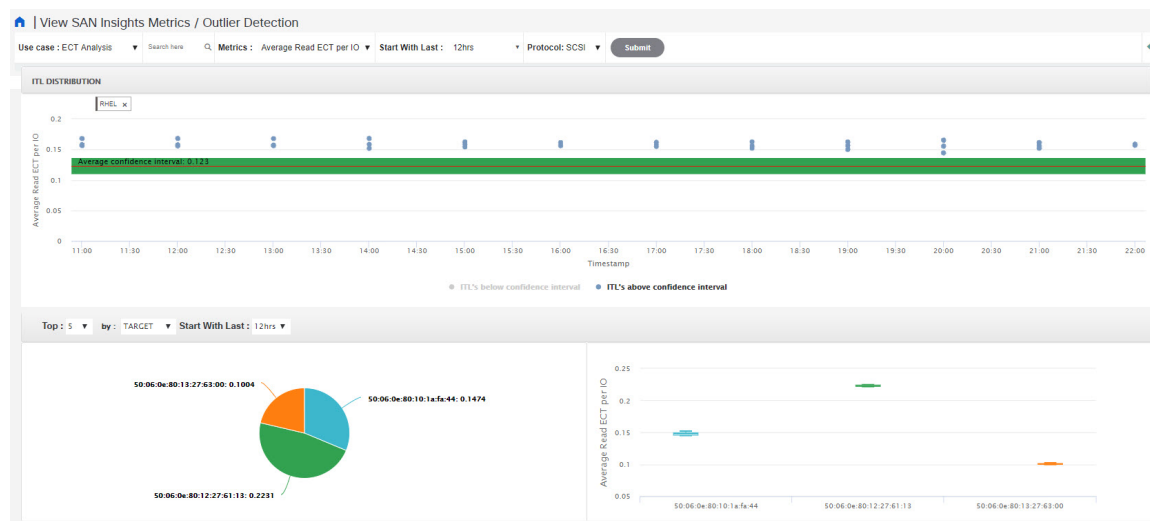 | View SAN Insights Metrics / Outlier Detection
Use case : ECT Analysis ▼ Search here Metrics : Average Read ECT per IO ▼ Start With Last : 12hrs ▼ Protocol: SCSI ▼ Submit
ITL DISTRIBUTION
RHEL x
0.2
0.15
0.1
0.05
0
Average Read ECT per IO
Average confidence interval: 0.123
11:00 11:30 12:00 12:30 13:00 13:30 14:00 14:30 15:00 15:30 16:00 16:30 17:00 17:30 18:00 18:30 19:00 19:30 20:00 20:30 21:00 21:30 22:00
Timestamp
ITL's below confidence interval ITL's above confidence interval
Top : 5 ▼ by : TARGET ▼ Start With Last : 12hrs ▼
50:06:0e:80:13:27:63:00: 0.1004
50:06:0e:80:10:1a:fa:44: 0.1474
50:06:0e:80:12:27:61:13: 0.2231
0.25
0.2
0.15
0.1
0.05
Average Read ECT per IO
50:06:0e:80:10:1a:fa:44 50:06:0e:80:12:27:61:13 50:06:0e:80:13:27:63:00